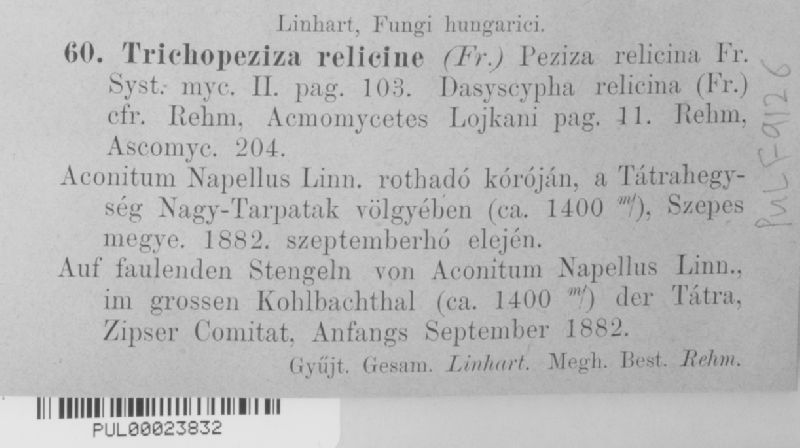 Linhart, Fungi hungarici.
60. Trichopeziza relicine (Fr.) Peziza relicina Fr.
Syst. myc. II. pag. 103. Dasyscypha relicina (Fr.)
cfr. Rehm, Acmomycetes Lojkani pag. 11. Rehm,
Ascomyc. 204.
Aconitum Napellus Linn. rothadó kóróján, a Tátrahegy-
ség Nagy-Tarpatak völgyében (ca. 1400 m/), Szepes
megye. 1882. szeptemberhó elején.
Auf faulenden Stengeln von Aconitum Napellus Linn.,
im grossen Kohlbachthal (ca. 1400 m/) der Tátra,
Zipser Comitat, Anfangs September 1882.
Gyűjt. Gesam. Linhart. Megh. Best. Rehm.
PUL F 9126
PUL00023832